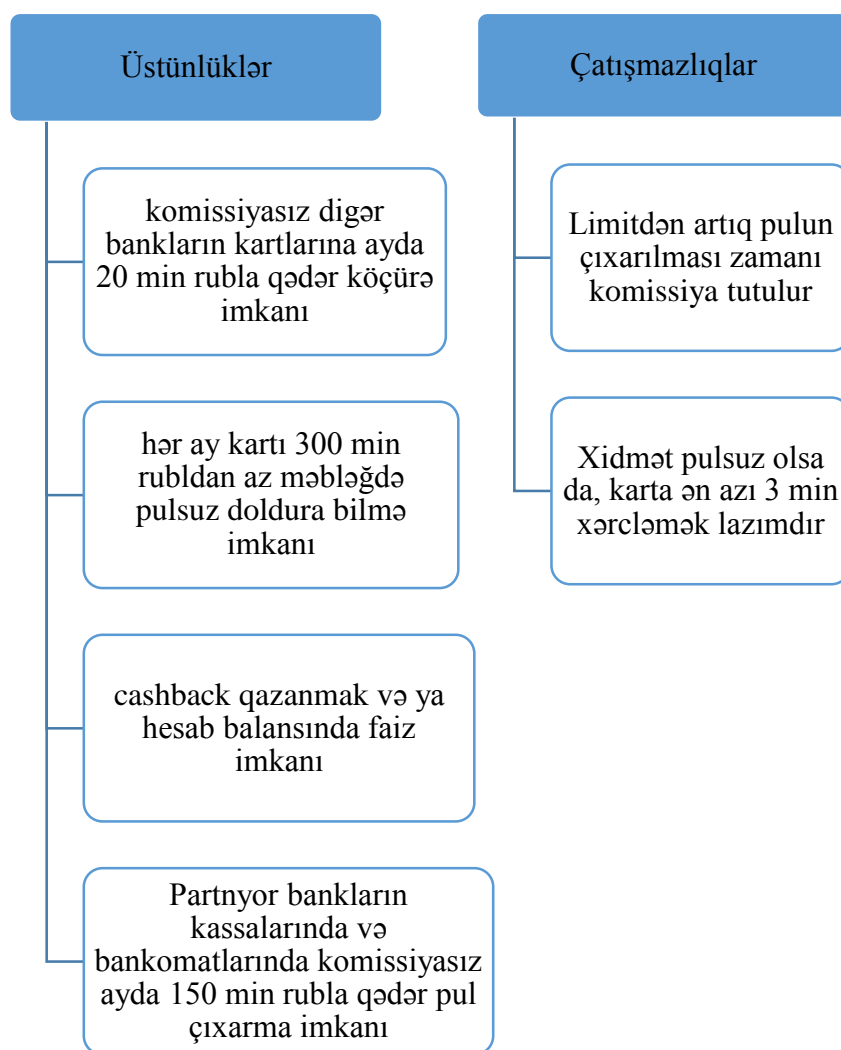 Üstünlüklər
komissiyasız digər
bankların kartlarına ayda
20 min rubla qədər köçürə
imkanı
hər ay kartı 300 min
rubldan az məbləğdə
pulsuz doldura bilmə
imkanı
cashback qazanmak və ya
hesab balansında faiz
imkanı
Partnyor bankların
kassalarında və
bankomatlarında komissiyasız
ayda 150 min rubla qədər pul
çıxarma imkanı
Çatışmazlıqlar
Limitdən artıq pulun
çıxarılması zamanı
komissiya tutulur
Xidmət pulsuz olsa
da, karta ən azı 3 min
xərcləmək lazımdır